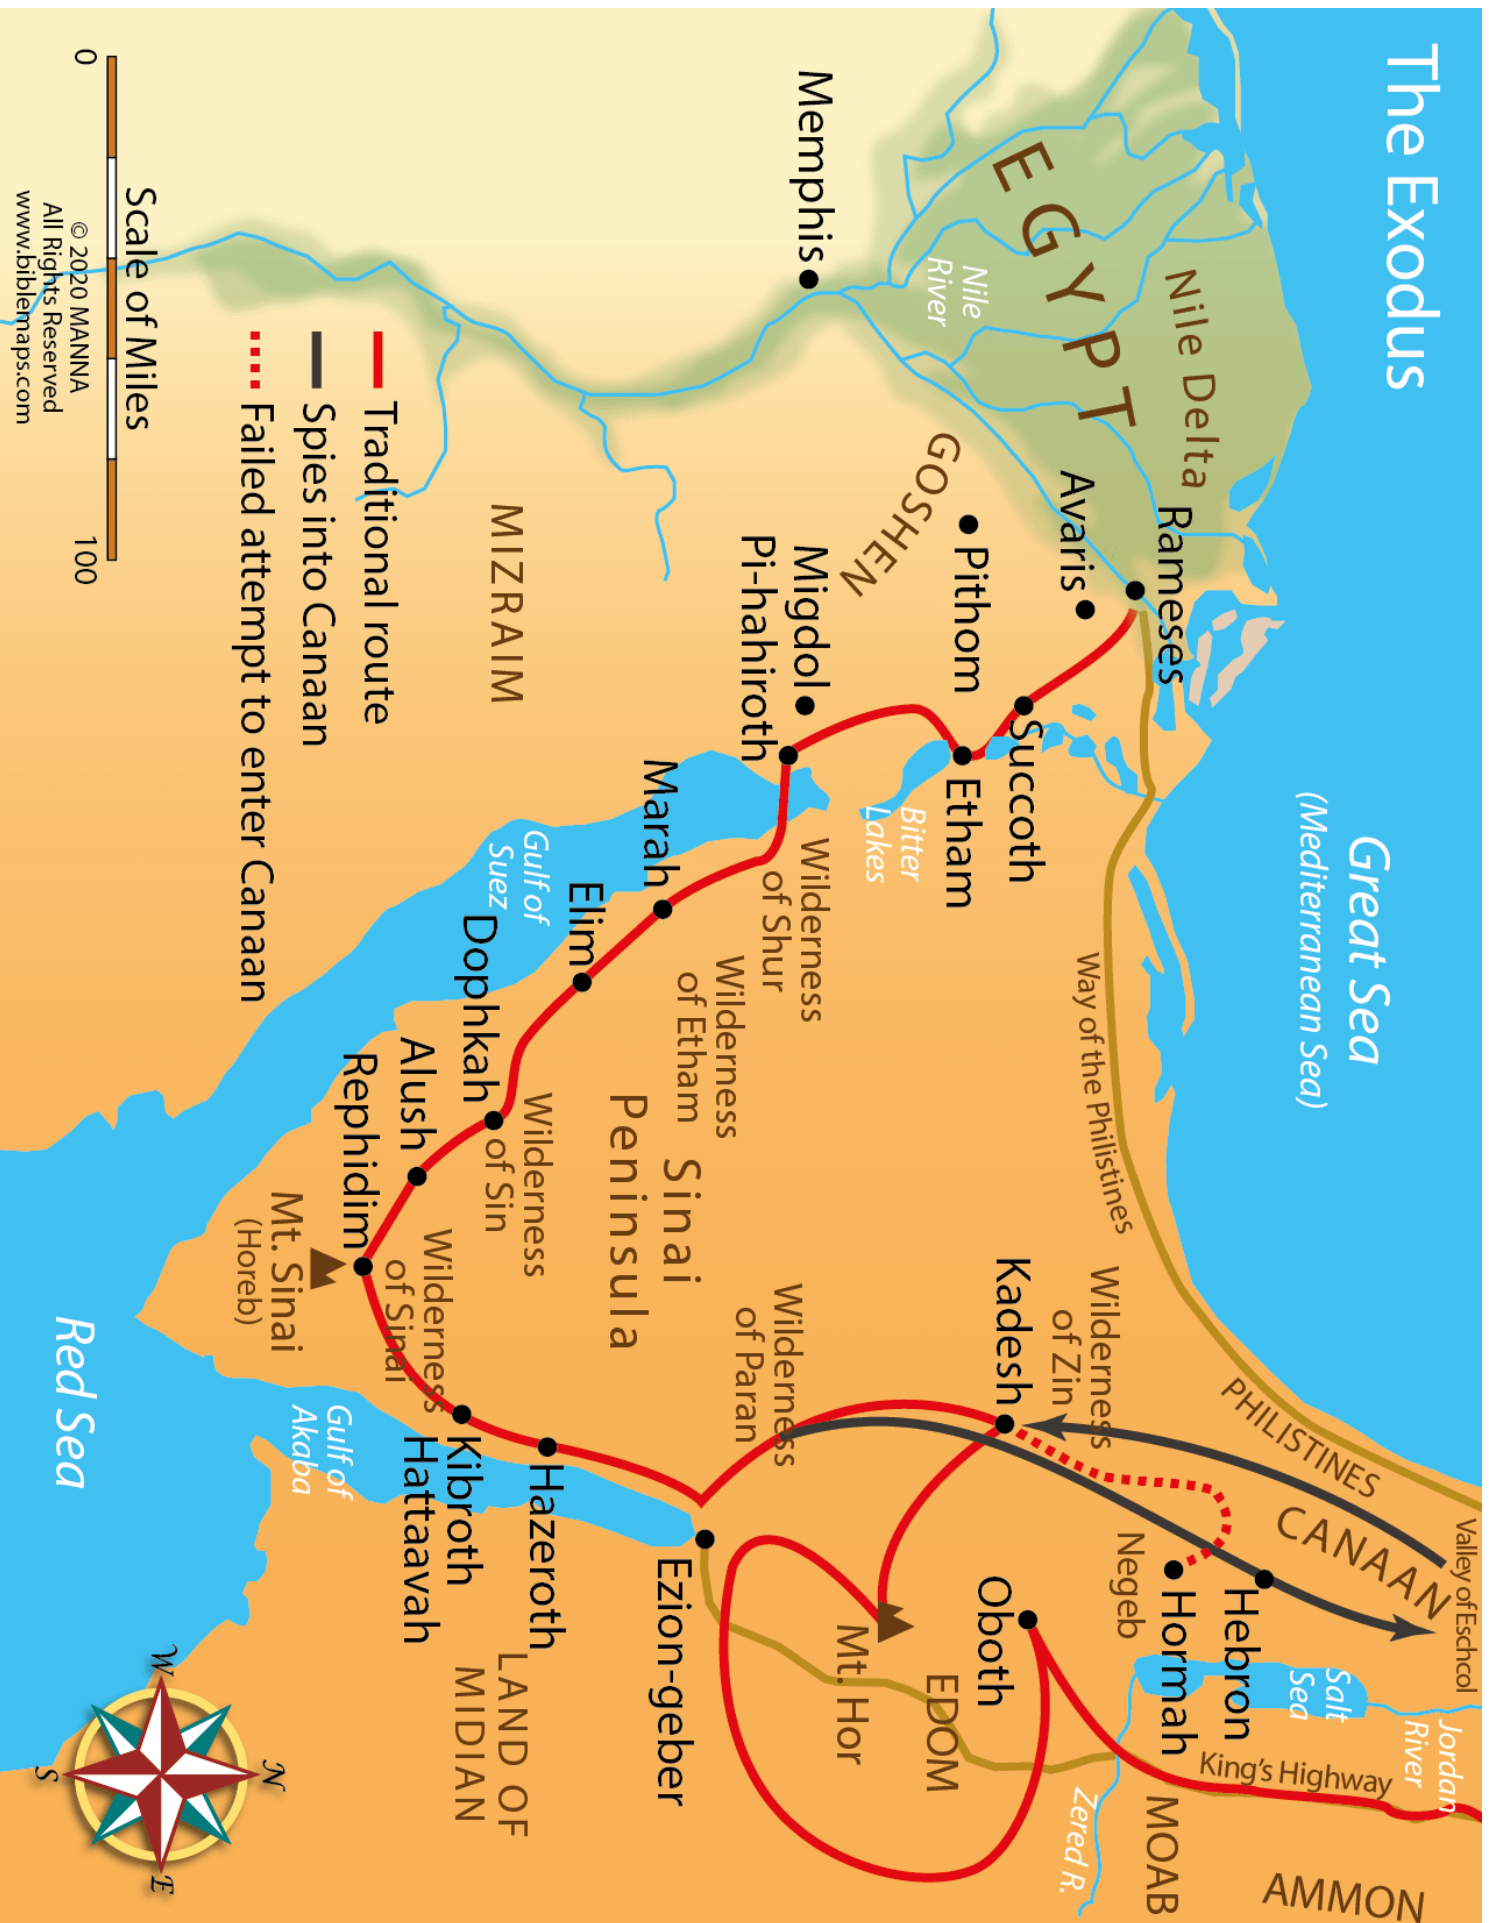 The Exodus
Great Sea
(Mediterranean Sea)
Nile Delta
EGYPT
Nile
River
Memphis
GOSHEN
Rameses
Avaris
Pithom
Succoth
Etham
Bitter
Lakes
Migdol
Pi-hahiroth
Way of the Philistines
PHILISTINES
CANAAN
Valley of Eschcol
Jordan
River
Salt
Sea
Hebron
Hormah
Negeb
King's Highway
AMMON
MOAB
Zered R.
Wilderness
of Zin
Kadesh
Oboth
EDOM
Mt. Hor
Wilderness
of Shur
Wilderness
of Etham
Wilderness
of Paran
Sinai
Peninsula
Marah
Elim
Gulf of
Suez
Dophkah
Wilderness
of Sin
Alush
Rephidim
Wilderness
of Sinai
Mt. Sinai
(Horeb)
Ezion-geber
Hazeroth
Kibroth
Hattaavah
LAND OF
MIDIAN
Gulf of
Akaba
Red Sea
MIZRAIM
Traditional route
Spies into Canaan
Failed attempt to enter Canaan
Scale of Miles
0 100
© 2020 MANNA
All Rights Reserved
www.biblemaps.com
N
W
E
S